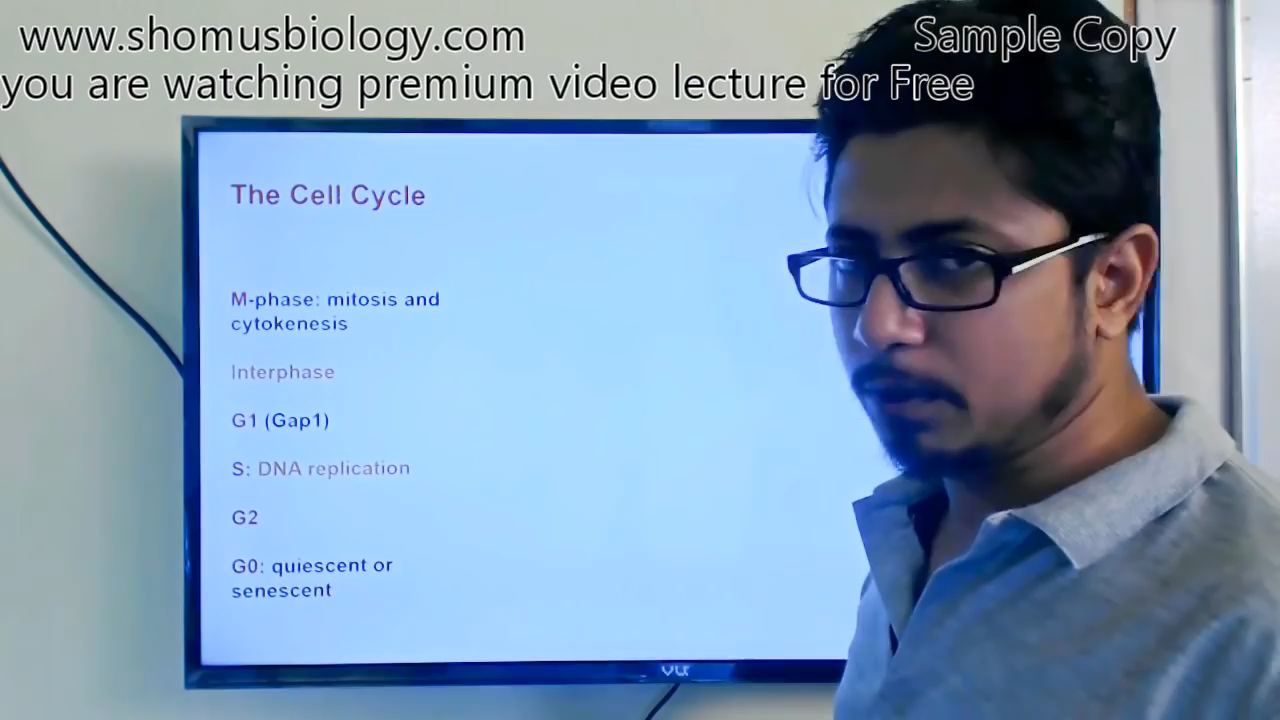 www.shomusbiology.com
Sample Copy
you are watching premium video lecture for Free
The Cell Cycle
M-phase: mitosis and
cytokenesis
Interphase
G1 (Gap1)
S: DNA replication
G2
G0: quiescent or
senescent